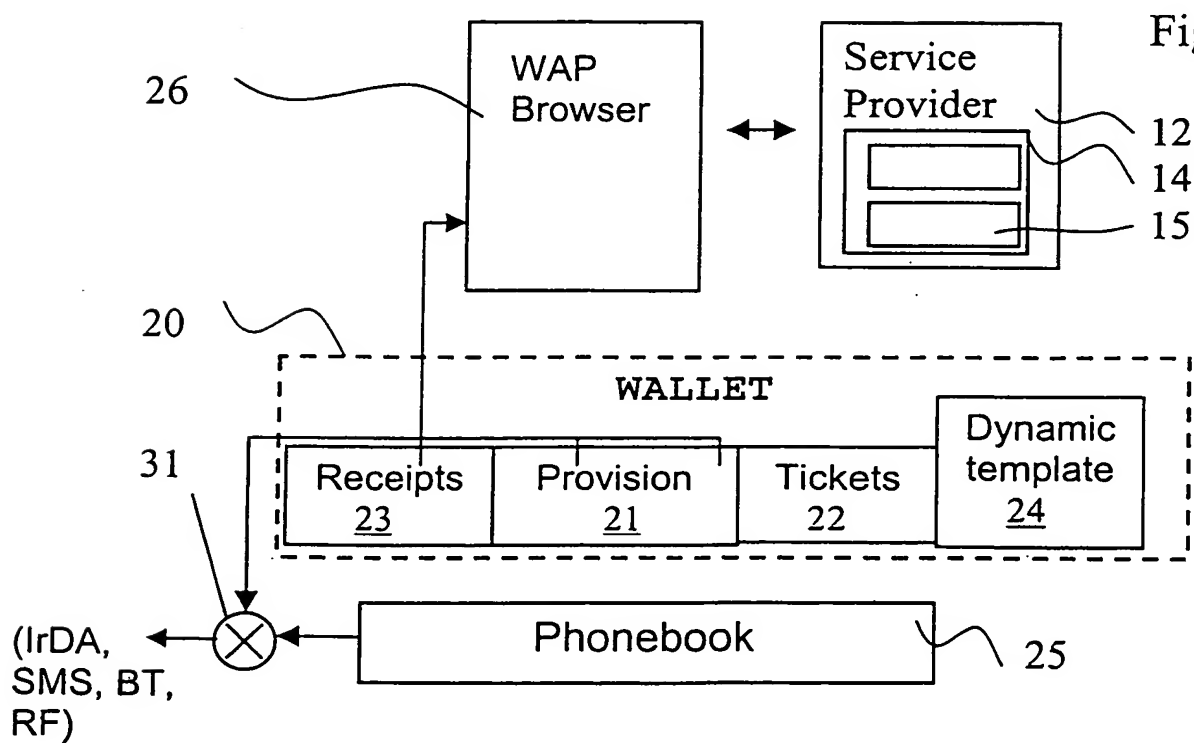 Fig
26
WAP
Browser
Service
Provider
12
14
15
20
WALLET
31
Receipts
23
Provision
21
Tickets
22
Dynamic
template
24
(IrDA,
SMS, BT,
RF)
Phonebook
25